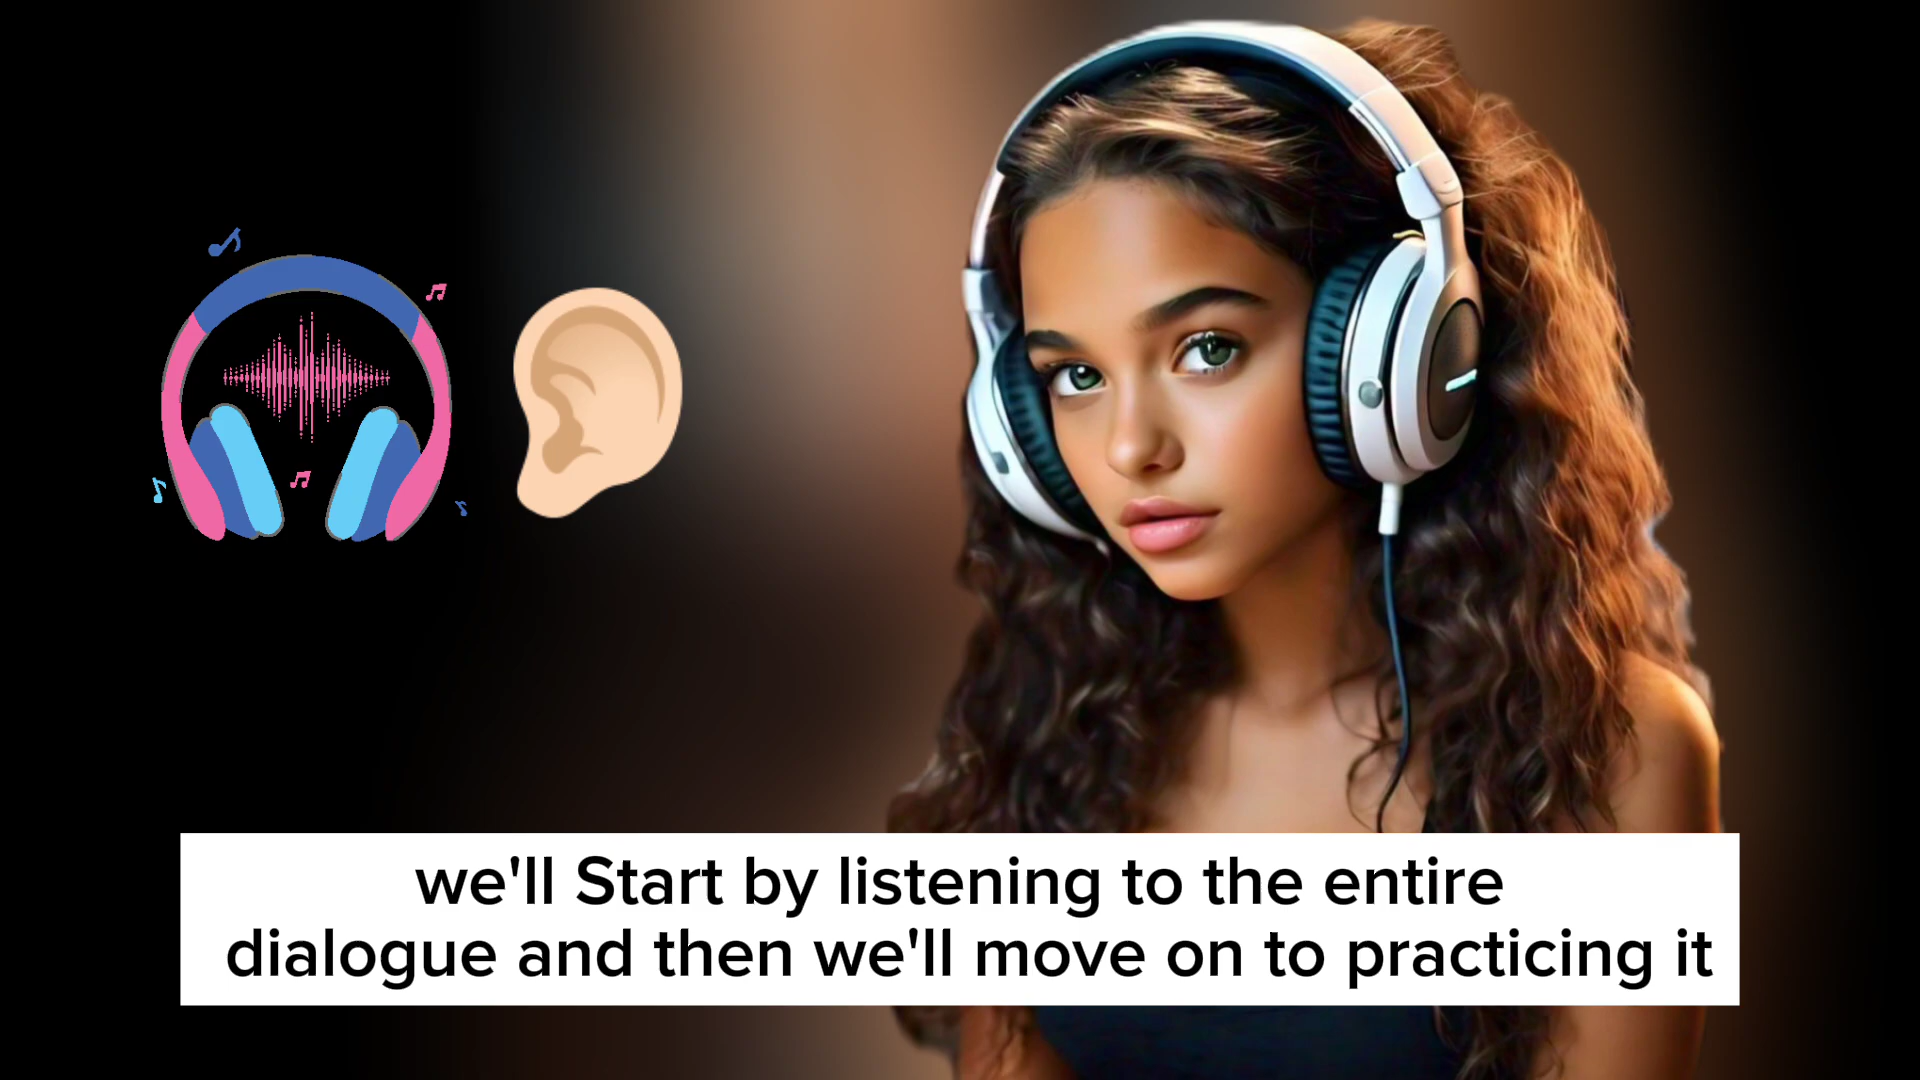 we'll Start by listening to the entire
dialogue and then we'll move on to practicing it